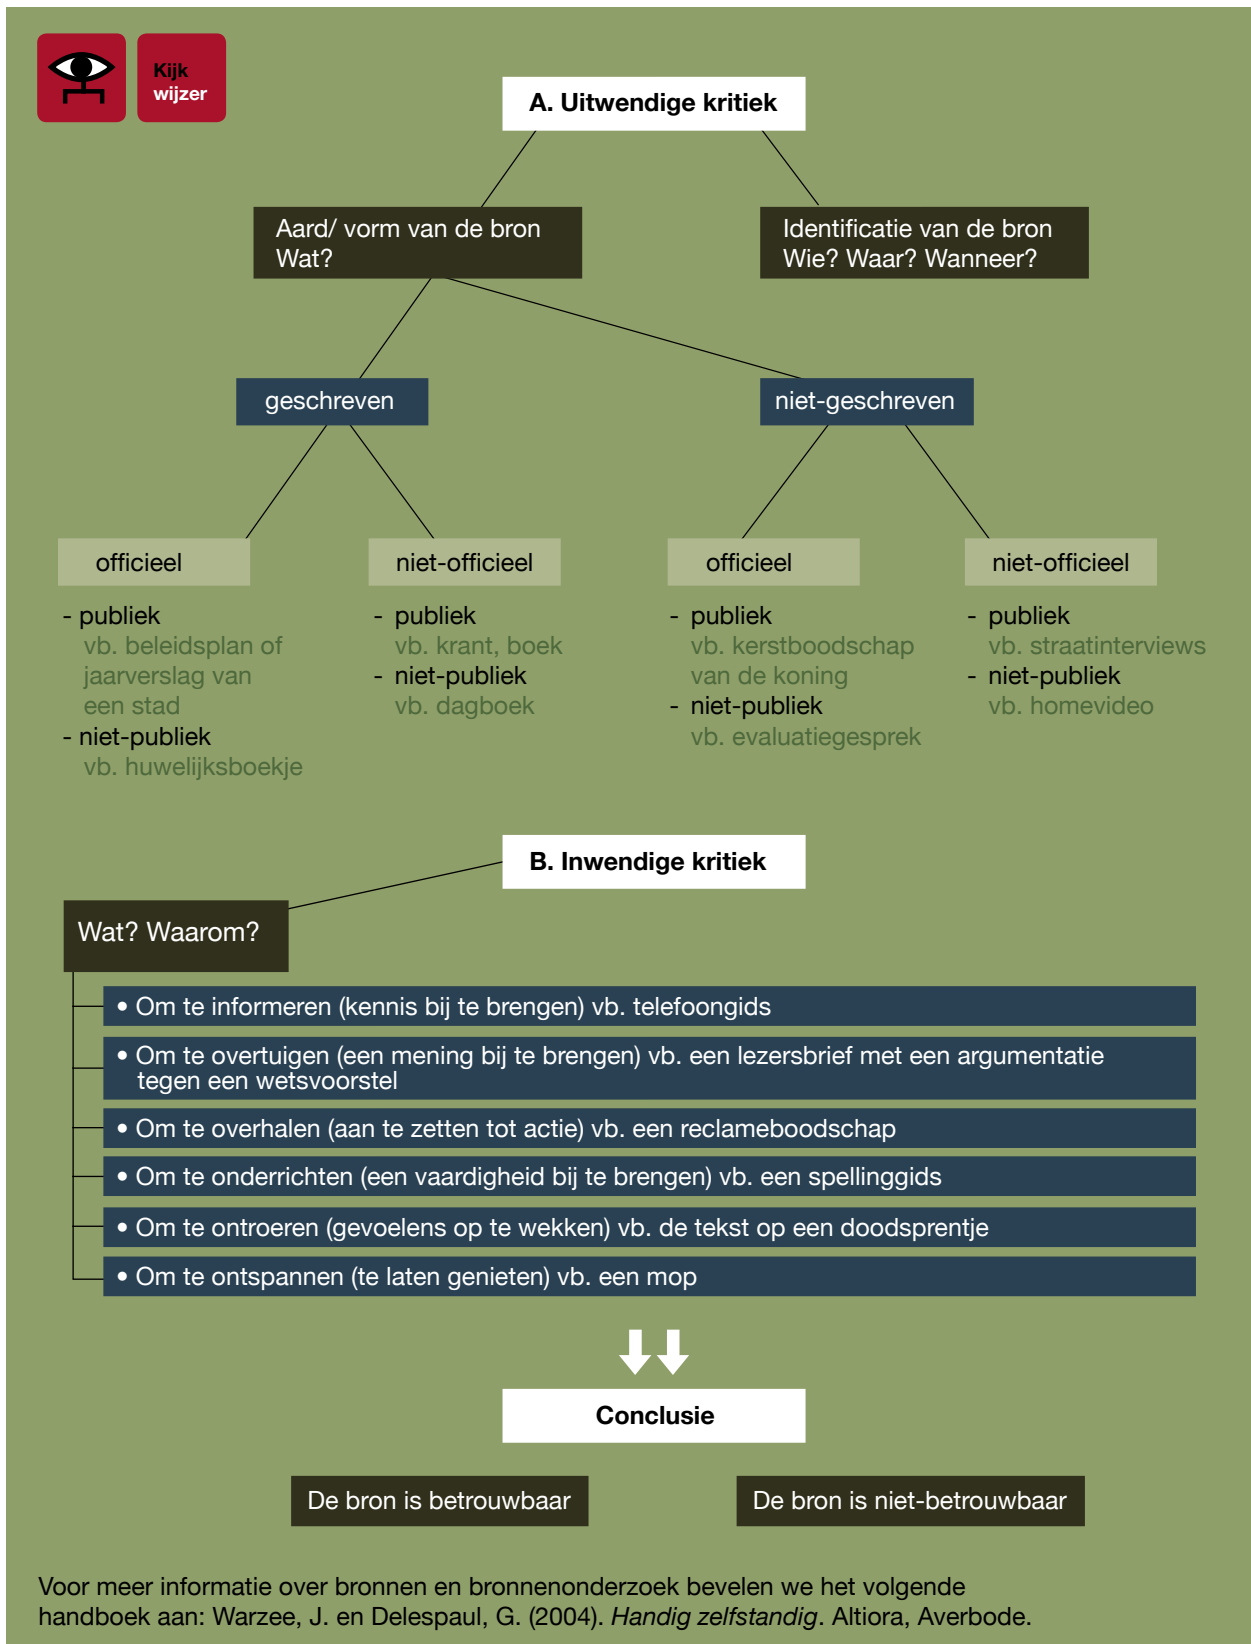 Kijk
wijzer
A. Uitwendige kritiek
Aard/ vorm van de bron
Wat?
Identificatie van de bron
Wie? Waar? Wanneer?
geschreven
niet-geschreven
officieel
- publiek
vb. beleidsplan of
jaarverslag van
een stad
- niet-publiek
vb. huwelijksboekje
niet-officieel
- publiek
vb. krant, boek
- niet-publiek
vb. dagboek
officieel
- publiek
vb. kerstboodschap
van de koning
- niet-publiek
vb. evaluatiegesprek
niet-officieel
- publiek
vb. straatinterviews
- niet-publiek
vb. homevideo
B. Inwendige kritiek
Wat? Waarom?
• Om te informeren (kennis bij te brengen) vb. telefoongids
• Om te overtuigen (een mening bij te brengen) vb. een lezersbrief met een argumentatie
tegen een wetsvoorstel
• Om te overhalen (aan te zetten tot actie) vb. een reclameboodschap
• Om te onderrichten (een vaardigheid bij te brengen) vb. een spellinggids
• Om te ontroeren (gevoelens op te wekken) vb. de tekst op een doodsprentje
• Om te ontspannen (te laten genieten) vb. een mop
Conclusie
De bron is betrouwbaar
De bron is niet-betrouwbaar
Voor meer informatie over bronnen en bronnenonderzoek bevelen we het volgende
handboek aan: Warzee, J. en Delespaul, G. (2004). Handig zelfstandig. Altiora, Averbode.